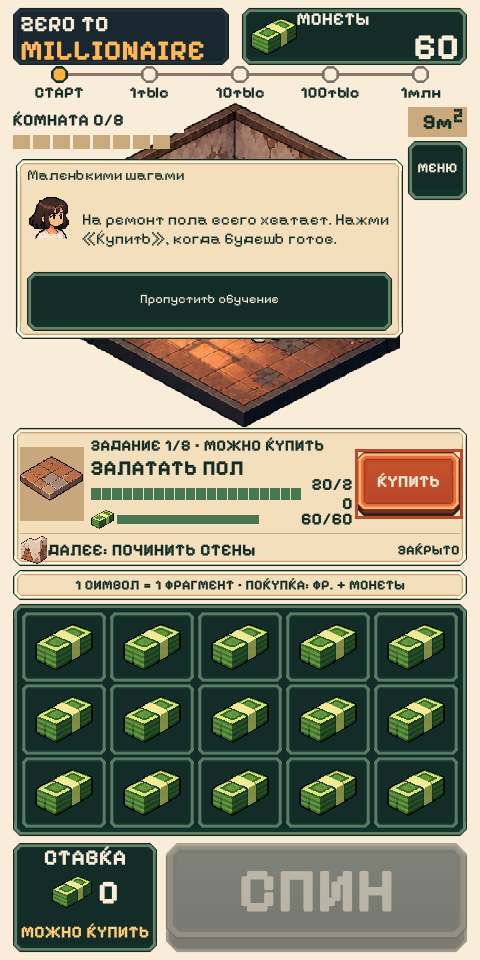 ZERO TO
MILLIONAIRE
МОНЕТЫ
60
СТАРТ
1тыс
10тыс
100тыс
1млн
КОМНАТА 0/8
9м²
МЕНЮ
Маленькими шагами
На ремонт пола всего хватает. Нажми
«Купить», когда будешь готов.
Пропустить обучение
ЗАДАНИЕ 1/8 · МОЖНО КУПИТЬ
ЗАЛАТАТЬ ПОЛ
80/8
0
60/60
КУПИТЬ
ДАЛЕЕ: ПОЧИНИТЬ СТЕНЫ
ЗАКРЫТО
1 СИМВОЛ = 1 ФРАГМЕНТ · ПОКУПКА: ФР. + МОНЕТЫ
СТАВКА
0
МОЖНО КУПИТЬ
СПИН